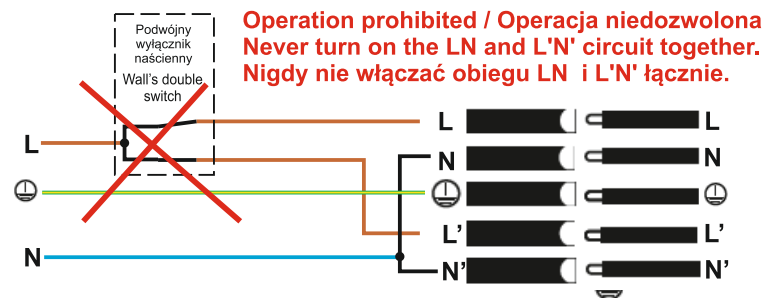 Operation prohibited / Operacja niedozwolona
Never turn on the LN and L'N' circuit together.
Nigdy nie włączać obiegu LN i L'N' łącznie.
Podwójny
wyłącznik
naścienny
Wall's double
switch
L
N
L
N
L'
N'
L
N
L'
N'